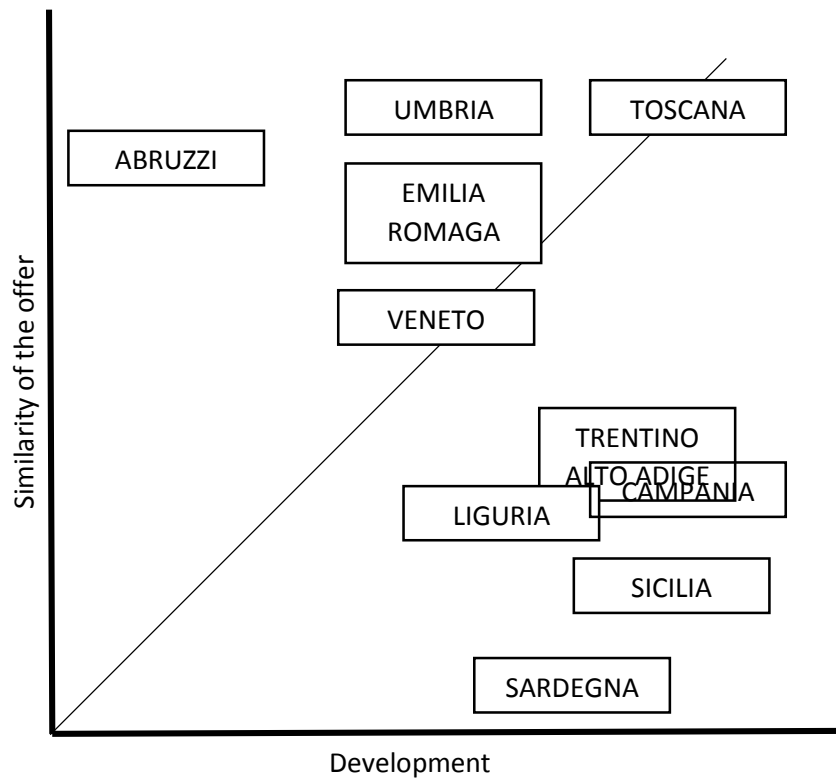 UMBRIA
TOSCANA
ABRUZZI
EMILIA
ROMAGA
VENETO
Similarity of the offer
TRENTINO
ALTO ADIGE
CAMPANIA
LIGURIA
SICILIA
SARDEGNA
Development